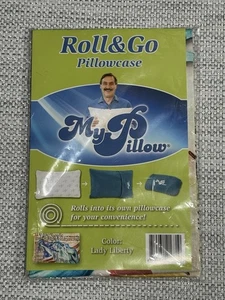 Roll&Go
Pillowcase
MyPillow®
Rolls into its own pillowcase
for your convenience!
Color:
Lady Liberty